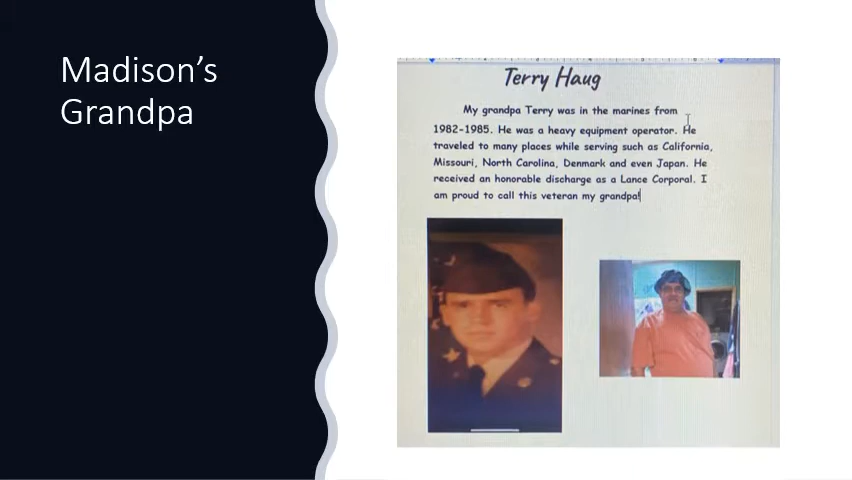 Madison's
Grandpa
Terry Haug
My grandpa Terry was in the marines from
1982-1985. He was a heavy equipment operator. He
traveled to many places while serving such as California,
Missouri, North Carolina, Denmark and even Japan. He
received an honorable discharge as a Lance Corporal. I
am proud to call this veteran my grandpa!